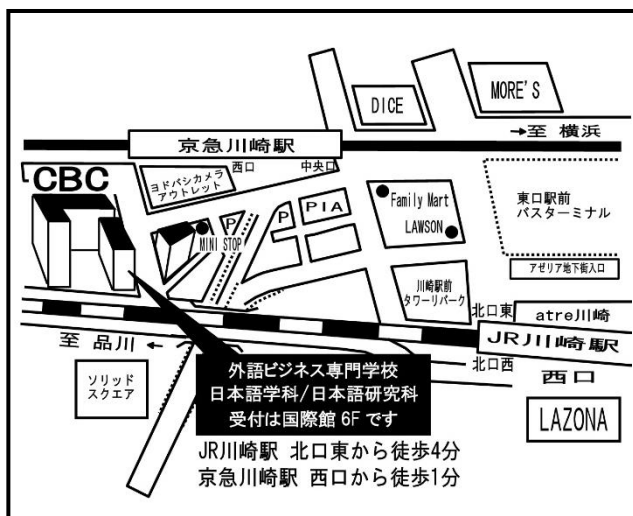 DICE
MORE'S
京急川崎駅
→至 横浜
西口
中央口
CBC
ヨドバシカメラ
アウトレット
P
MINI STOP
P
PIA
Family Mart
LAWSON
東口駅前
バスターミナル
アゼリア地下街入口
川崎駅前
タワーリパーク
北口東
atre川崎
JR川崎駅
至 品川 ←
北口西
西口
ソリッド
スクエア
LAZONA
外語ビジネス専門学校
日本語学科/日本語研究科
受付は国際館 6F です
JR川崎駅 北口東から徒歩4分
京急川崎駅 西口から徒歩1分